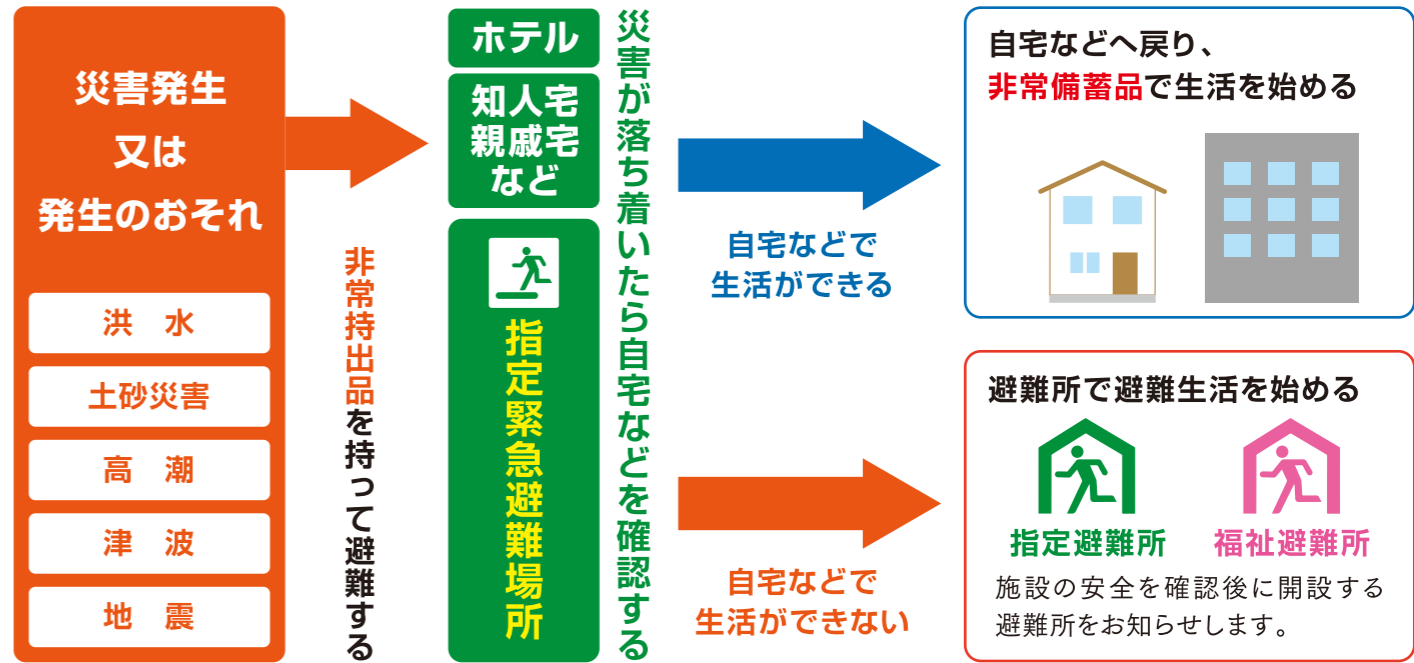 災害発生
又は
発生のおそれ
洪　水
土砂災害
高　潮
津　波
地　震
非常持出品を持って避難する
ホテル
知人宅
親戚宅
など
指定緊急避難場所
災害が落ち着いたら自宅などを確認する
自宅などで
生活ができる
自宅などへ戻り、
非常備蓄品で生活を始める
自宅などで
生活ができない
避難所で避難生活を始める
指定避難所
福祉避難所
施設の安全を確認後に開設する
避難所をお知らせします。